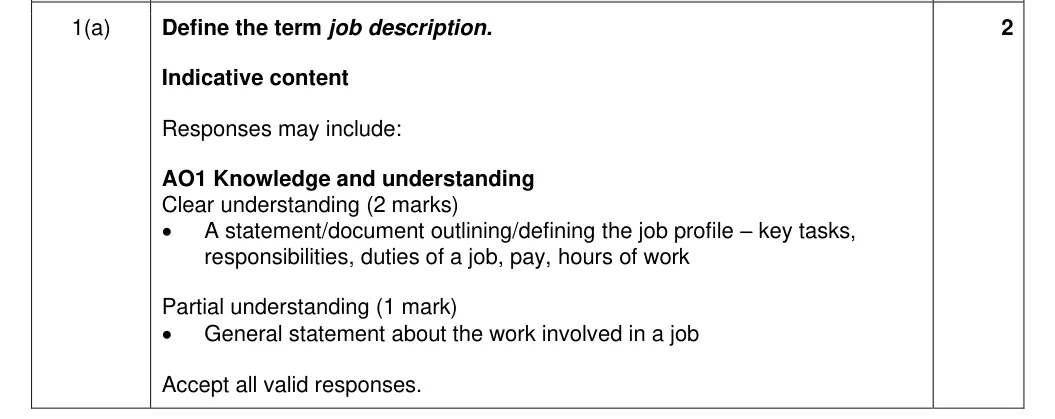 1(a) Define the term job description. 2
Indicative content
Responses may include:
AO1 Knowledge and understanding
Clear understanding (2 marks)
• A statement/document outlining/defining the job profile – key tasks,
responsibilities, duties of a job, pay, hours of work
Partial understanding (1 mark)
• General statement about the work involved in a job
Accept all valid responses.